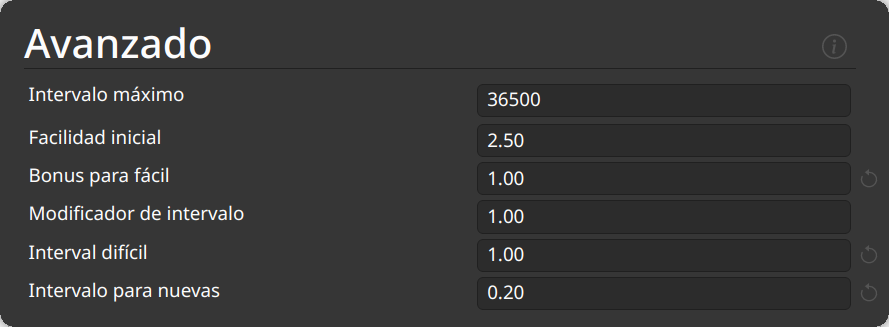 Avanzado
Intervalo máximo 36500
Facilidad inicial 2.50
Bonus para fácil 1.00
Modificador de intervalo 1.00
Interval difícil 1.00
Intervalo para nuevas 0.20